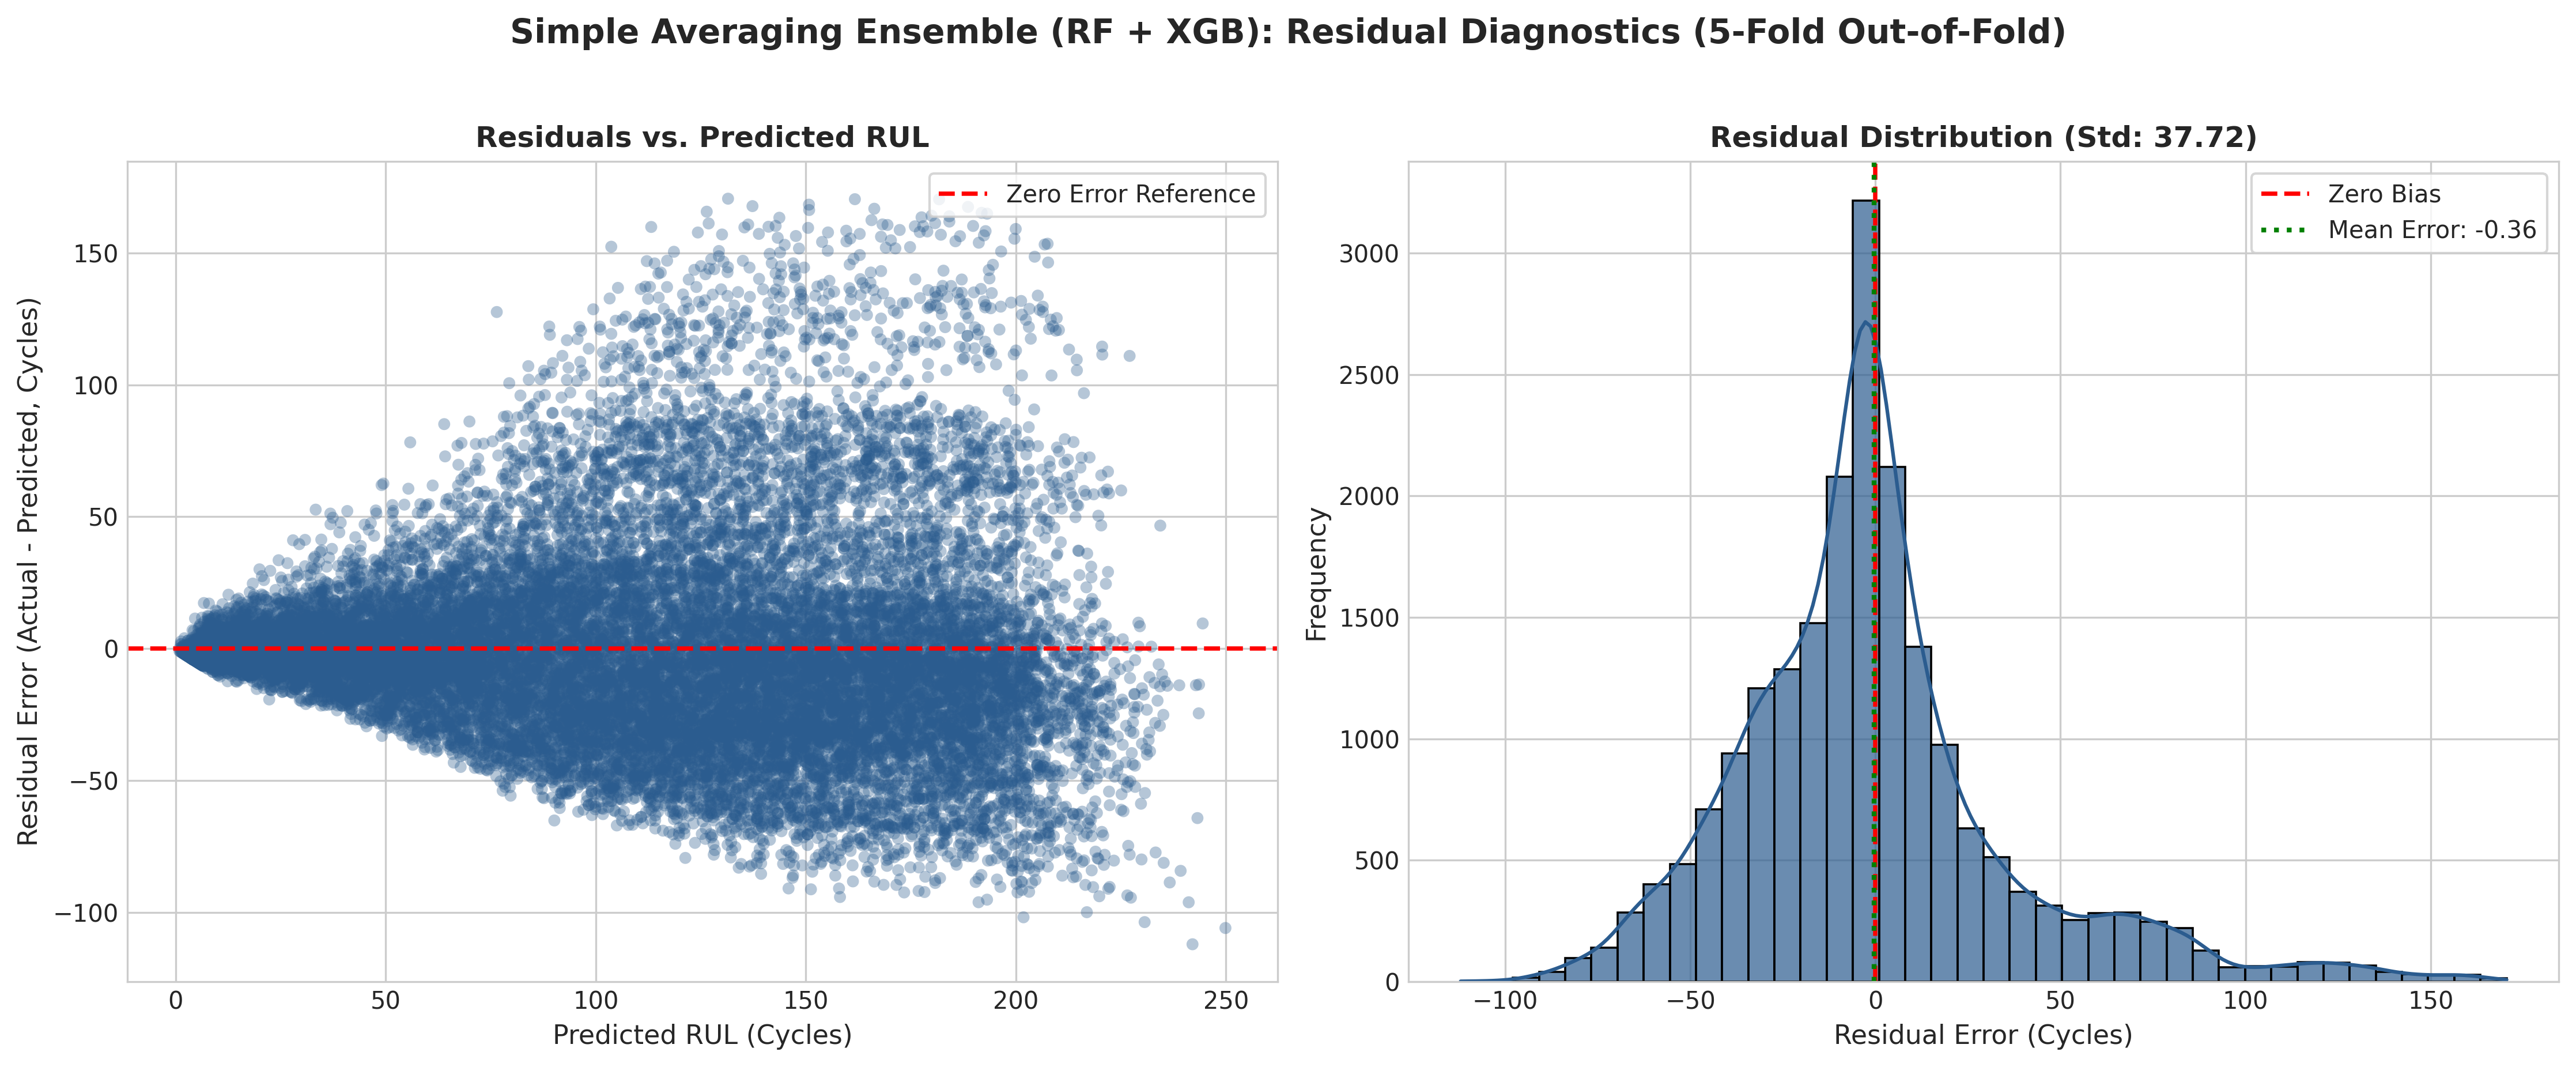 Simple Averaging Ensemble (RF + XGB): Residual Diagnostics (5-Fold Out-of-Fold)
Residuals vs. Predicted RUL
Zero Error Reference
Residual Error (Actual - Predicted, Cycles)
150
100
50
0
−50
−100
0
50
100
150
200
250
Predicted RUL (Cycles)
Residual Distribution (Std: 37.72)
Zero Bias
Mean Error: -0.36
Frequency
3000
2500
2000
1500
1000
500
0
−100
−50
0
50
100
150
Residual Error (Cycles)